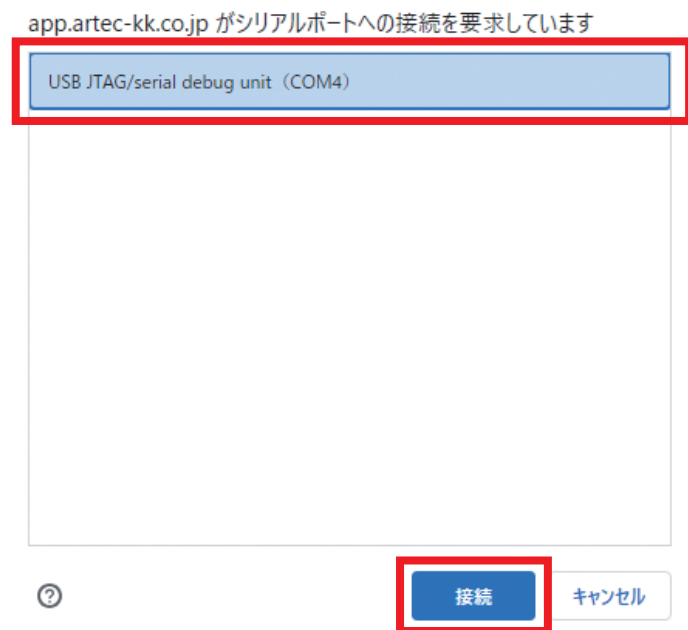 app.artec-kk.co.jp がシリアルポートへの接続を要求しています
USB JTAG/serial debug unit（COM4）
接続
キャンセル